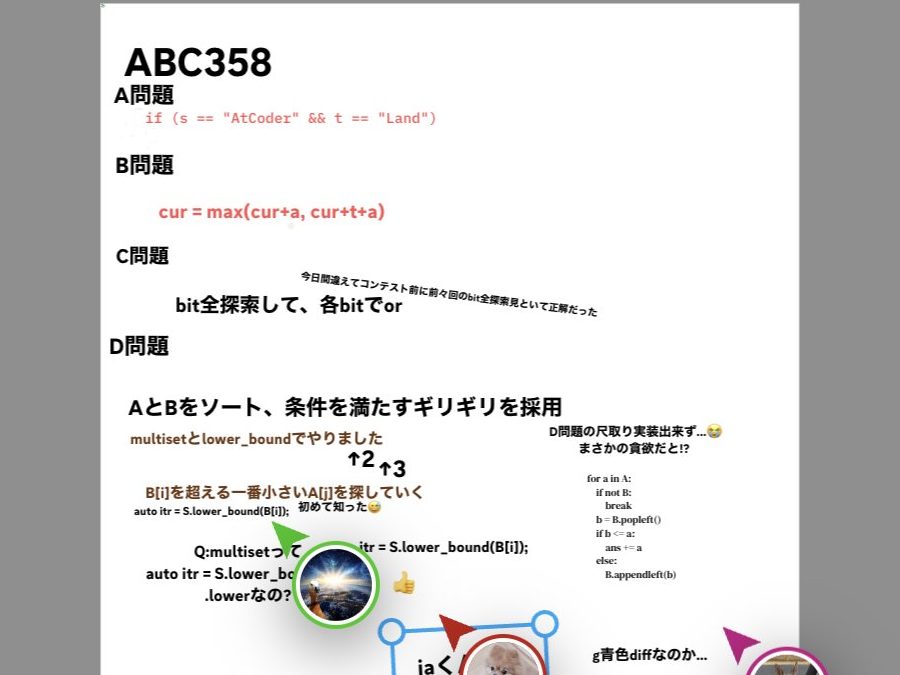 ABC358
A問題
if (s == "AtCoder" && t == "Land")
B問題
cur = max(cur+a, cur+t+a)
C問題
今日間違えてコンテスト前に前々回のbit全探索見といて正解だった
bit全探索して、各bitでor
D問題
AとBをソート、条件を満たすギリギリを採用
multisetとlower_boundでやりました
↑2
↑3
B[i]を超える一番小さいA[j]を探していく
auto itr = S.lower_bound(B[i]);
初めて知った😅
Q:multisetって
itr = S.lower_bound(B[i]);
auto itr = S.lower_bo
.lowerなの?
👍
D問題の尺取り実装出来ず...😭
まさかの貪欲だと!?
for a in A:
if not B:
break
b = B.popleft()
if b <= a:
ans += a
else:
B.appendleft(b)
g青色diffなのか...
jaく